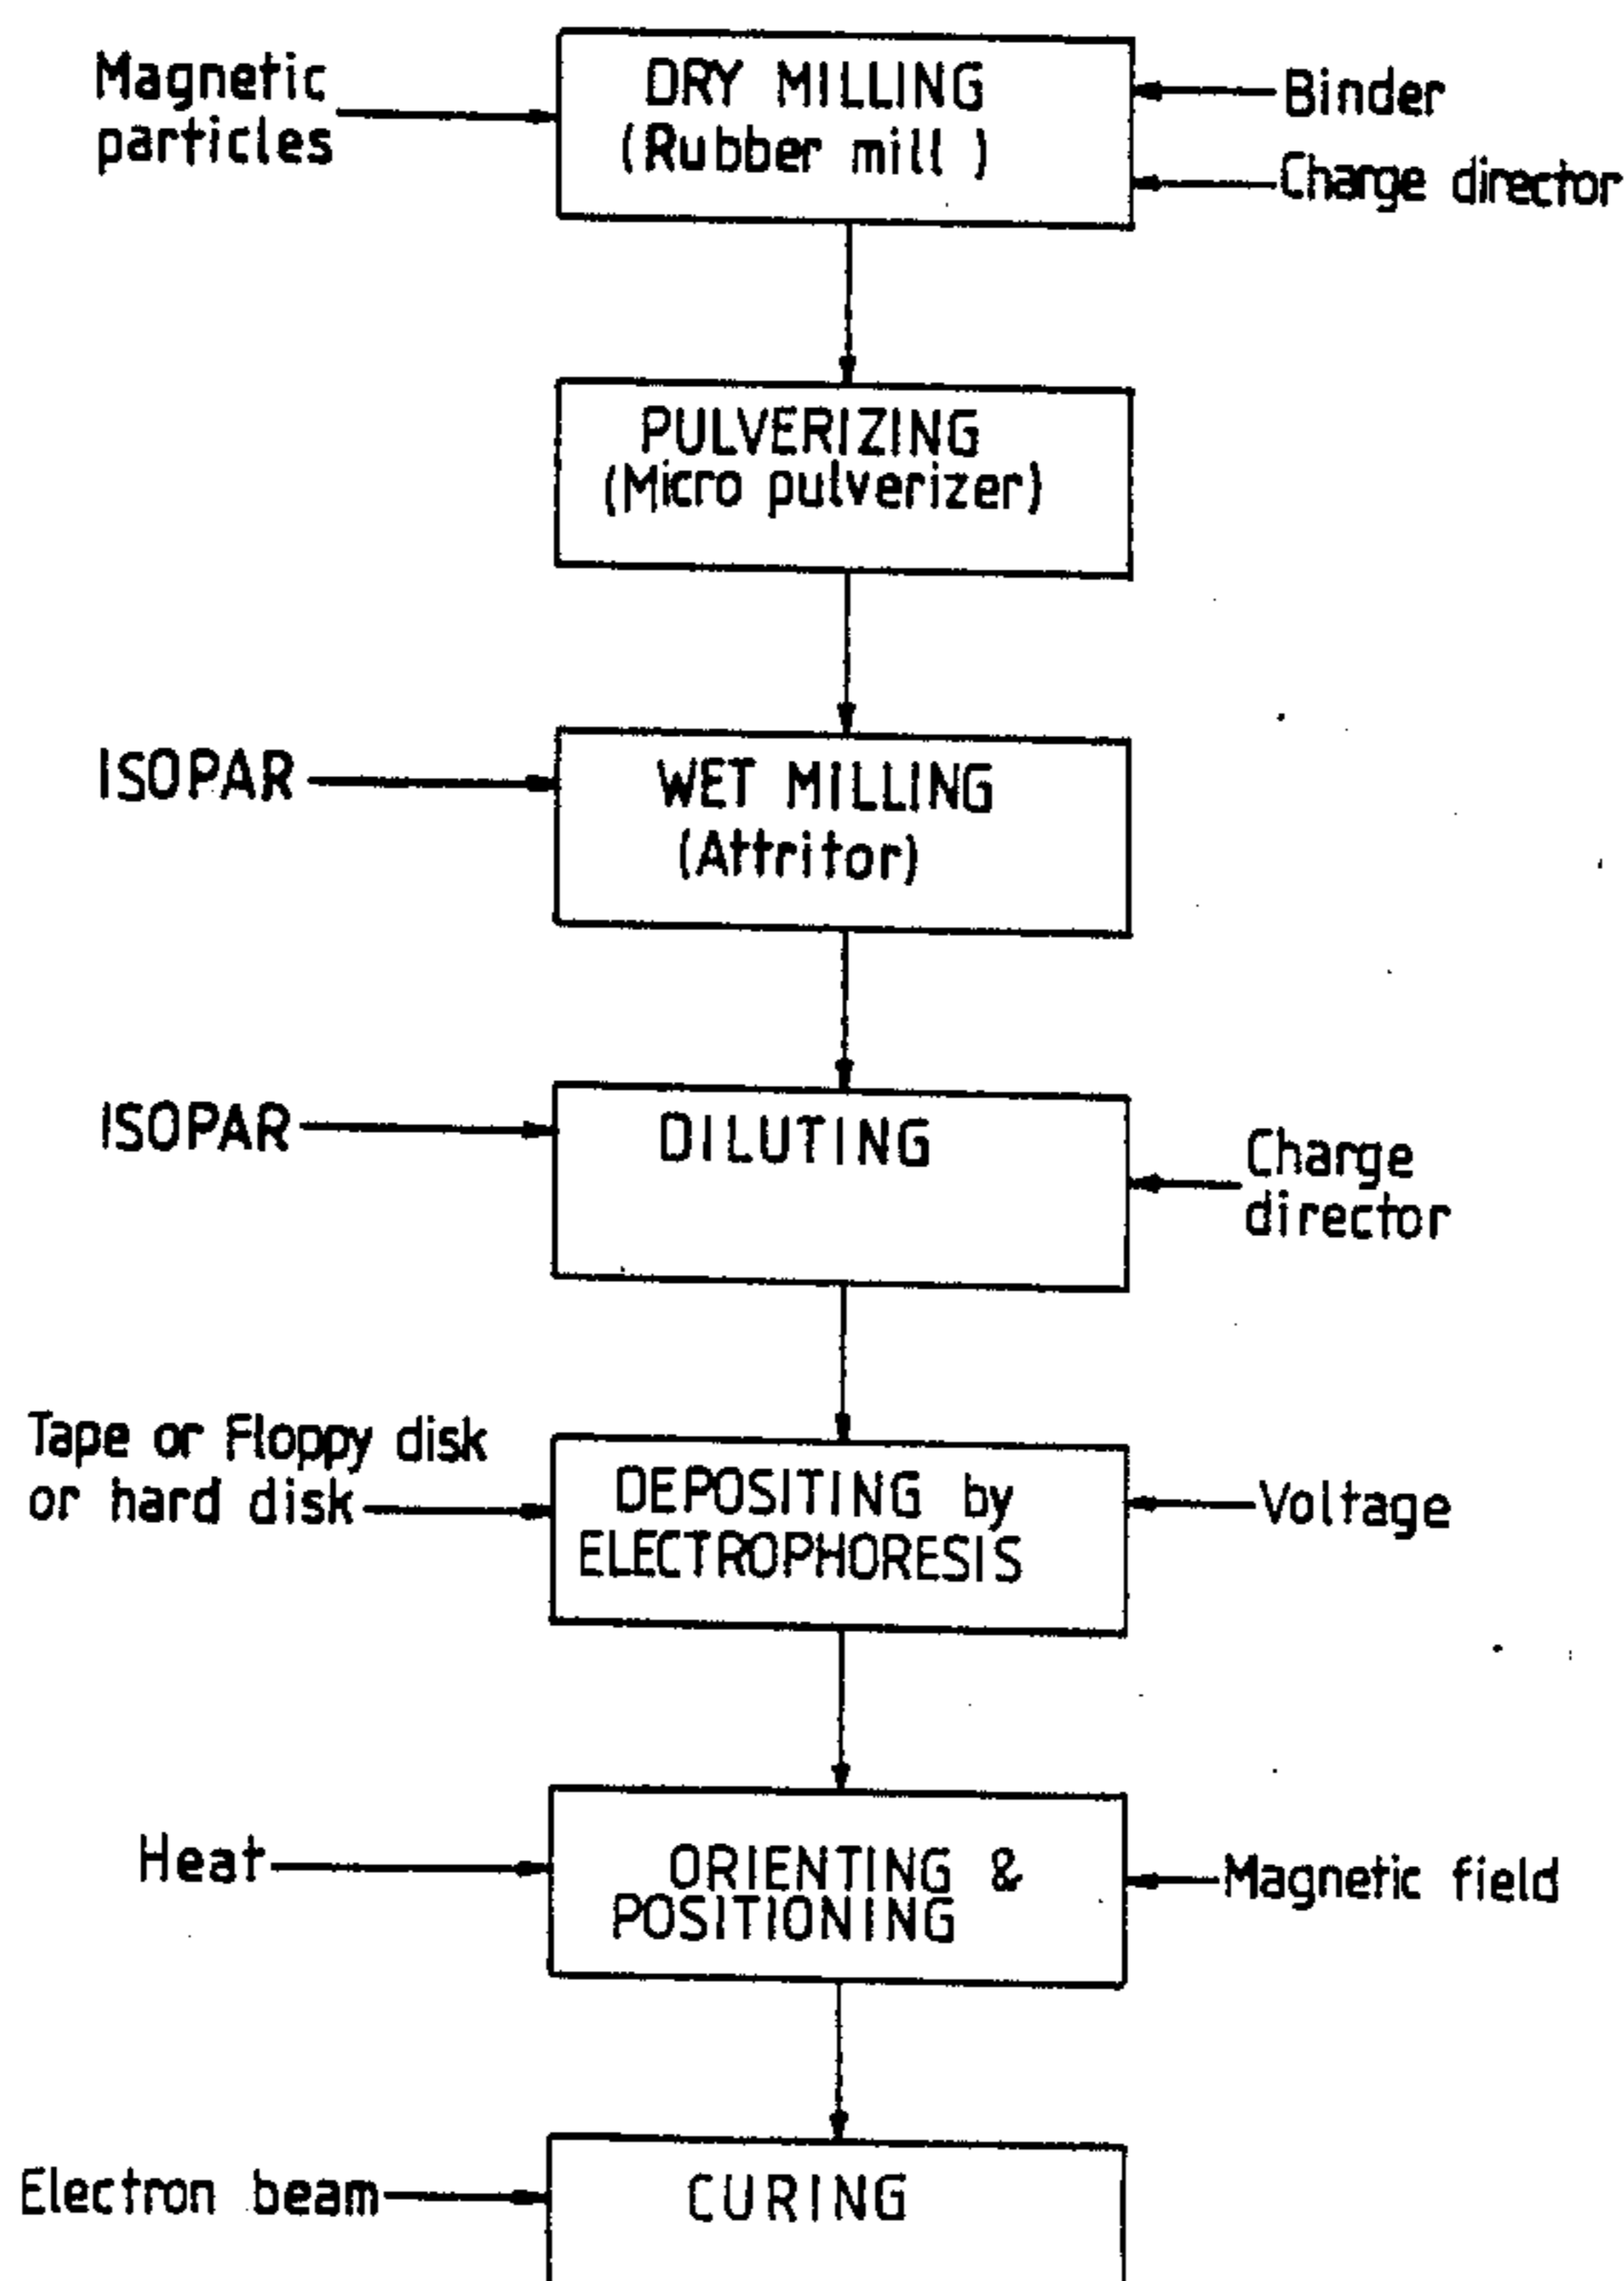 Magnetic
particles
DRY MILLING
(Rubber mill )
Binder
Charge director
PULVERIZING
(Micro pulverizer)
ISOPAR
WET MILLING
(Attritor)
ISOPAR
DILUTING
Charge
director
Tape or Floppy disk
or hard disk
DEPOSITING by
ELECTROPHORESIS
Voltage
Heat
ORIENTING &
POSITIONING
Magnetic field
Electron beam
CURING